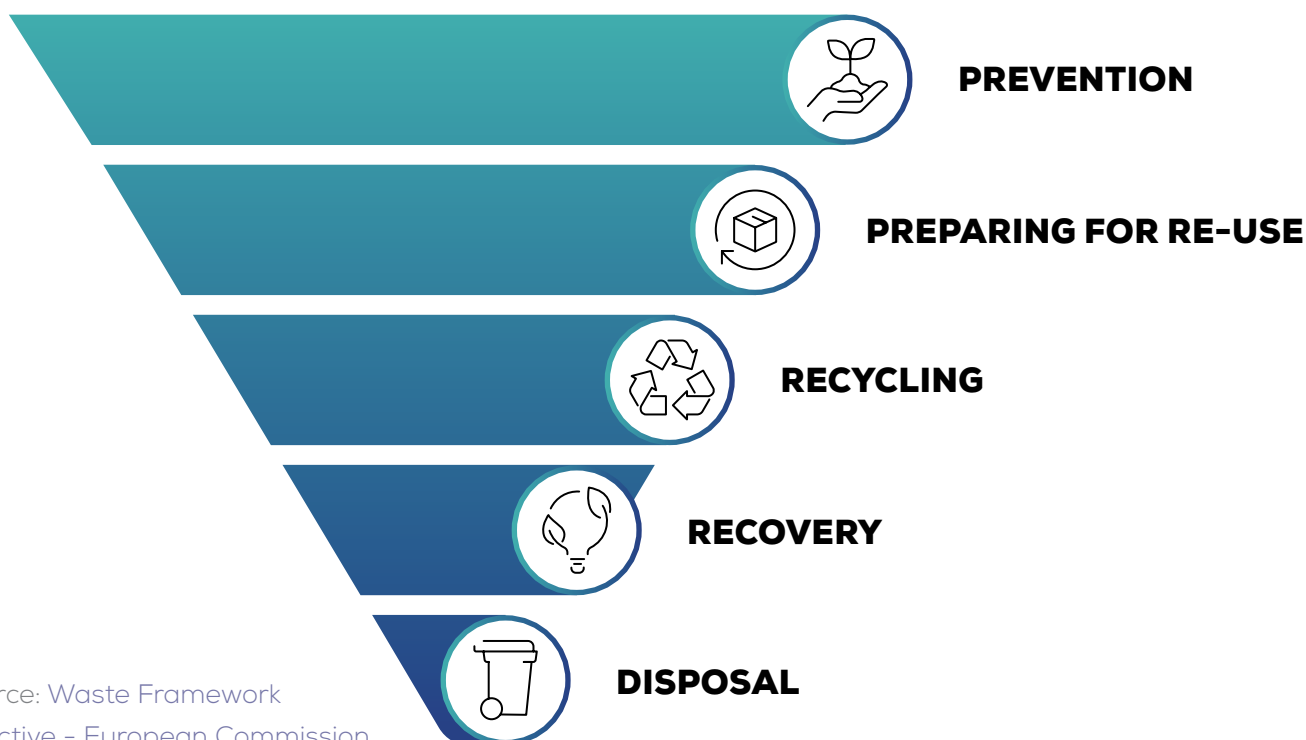 PREVENTION
PREPARING FOR RE-USE
RECYCLING
RECOVERY
DISPOSAL
rce: Waste Framework
ctive - European Commission